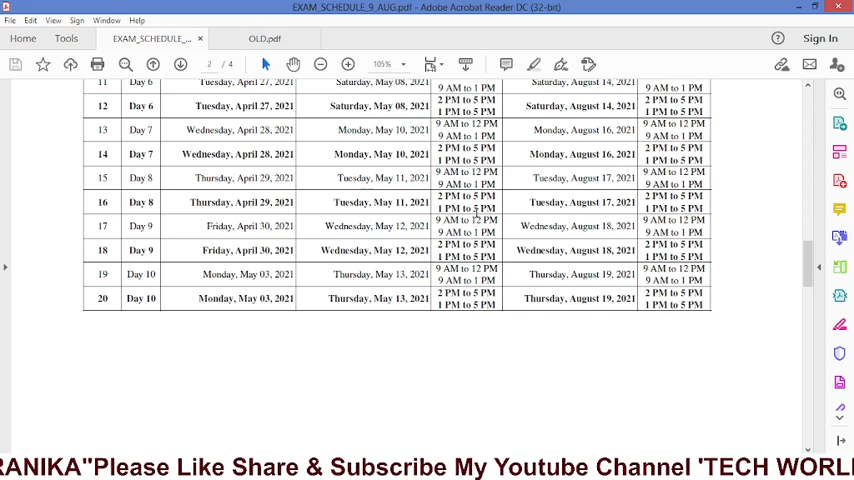 EXAM_SCHEDULE_9_AUG.pdf - Adobe Acrobat Reader DC (32-bit)
File Edit View Sign Window Help
Home Tools EXAM_SCHEDULE_... × OLD.pdf Sign In
2 / 4 105%
11 Day 6 Tuesday, April 27, 2021 Saturday, May 08, 2021 9 AM to 1 PM Saturday, August 14, 2021 9 AM to 1 PM
12 Day 6 Tuesday, April 27, 2021 Saturday, May 08, 2021 2 PM to 5 PM Saturday, August 14, 2021 2 PM to 5 PM
1 PM to 5 PM 1 PM to 5 PM
13 Day 7 Wednesday, April 28, 2021 Monday, May 10, 2021 9 AM to 12 PM Monday, August 16, 2021 9 AM to 12 PM
9 AM to 1 PM 9 AM to 1 PM
14 Day 7 Wednesday, April 28, 2021 Monday, May 10, 2021 2 PM to 5 PM Monday, August 16, 2021 2 PM to 5 PM
1 PM to 5 PM 1 PM to 5 PM
15 Day 8 Thursday, April 29, 2021 Tuesday, May 11, 2021 9 AM to 12 PM Tuesday, August 17, 2021 9 AM to 12 PM
9 AM to 1 PM 9 AM to 1 PM
16 Day 8 Thursday, April 29, 2021 Tuesday, May 11, 2021 2 PM to 5 PM Tuesday, August 17, 2021 2 PM to 5 PM
1 PM to 5 PM 1 PM to 5 PM
17 Day 9 Friday, April 30, 2021 Wednesday, May 12, 2021 9 AM to 12 PM Wednesday, August 18, 2021 9 AM to 12 PM
9 AM to 1 PM 9 AM to 1 PM
18 Day 9 Friday, April 30, 2021 Wednesday, May 12, 2021 2 PM to 5 PM Wednesday, August 18, 2021 2 PM to 5 PM
1 PM to 5 PM 1 PM to 5 PM
19 Day 10 Monday, May 03, 2021 Thursday, May 13, 2021 9 AM to 12 PM Thursday, August 19, 2021 9 AM to 12 PM
9 AM to 1 PM 9 AM to 1 PM
20 Day 10 Monday, May 03, 2021 Thursday, May 13, 2021 2 PM to 5 PM Thursday, August 19, 2021 2 PM to 5 PM
1 PM to 5 PM 1 PM to 5 PM
RANIKA"Please Like Share & Subscribe My Youtube Channel 'TECH WORL